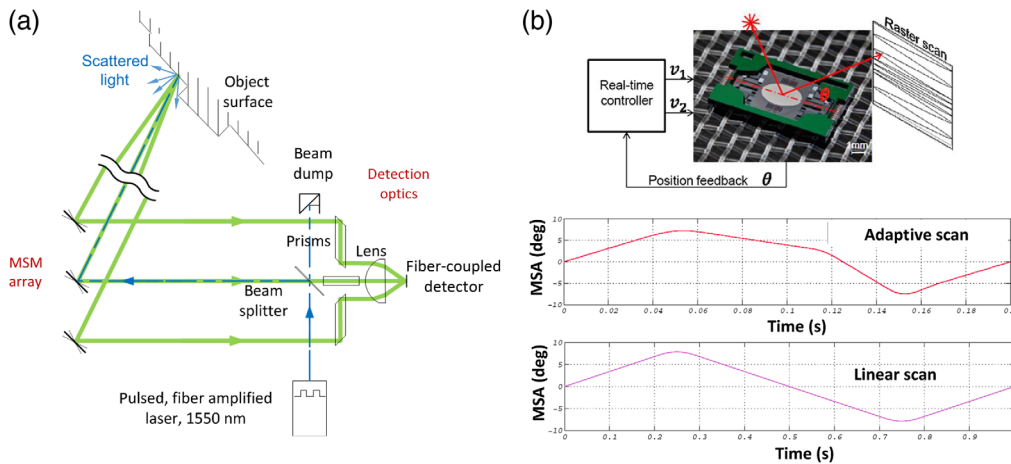 (a)
Scattered
light
Object
surface
Beam
dump
Detection
optics
Prisms
Lens
MSM
array
Fiber-coupled
detector
Beam
splitter
Pulsed, fiber amplified
laser, 1550 nm
(b)
Raster scan
Real-time
controller
v1
v2
θ
1mm
Position feedback θ
10
5
0
-5
-10
MSA (deg)
Adaptive scan
0 0.02 0.04 0.06 0.08 0.1 0.12 0.14 0.16 0.18 0.
Time (s)
10
5
0
-5
-10
MSA (deg)
Linear scan
0 0.1 0.2 0.3 0.4 0.5 0.6 0.7 0.8 0.9
Time (s)